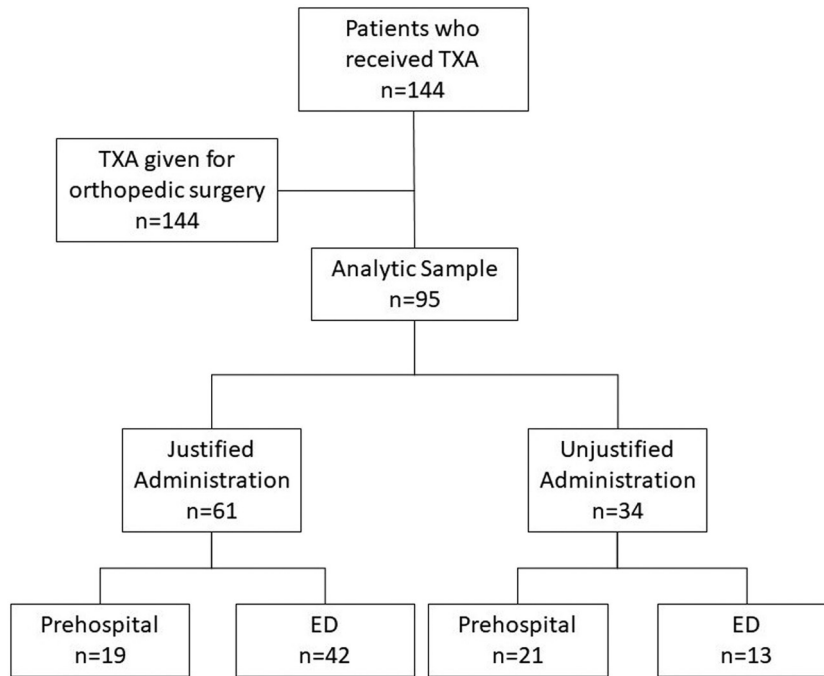 Patients who
received TXA
n=144
TXA given for
orthopedic surgery
n=144
Analytic Sample
n=95
Justified
Administration
n=61
Unjustified
Administration
n=34
Prehospital
n=19
ED
n=42
Prehospital
n=21
ED
n=13